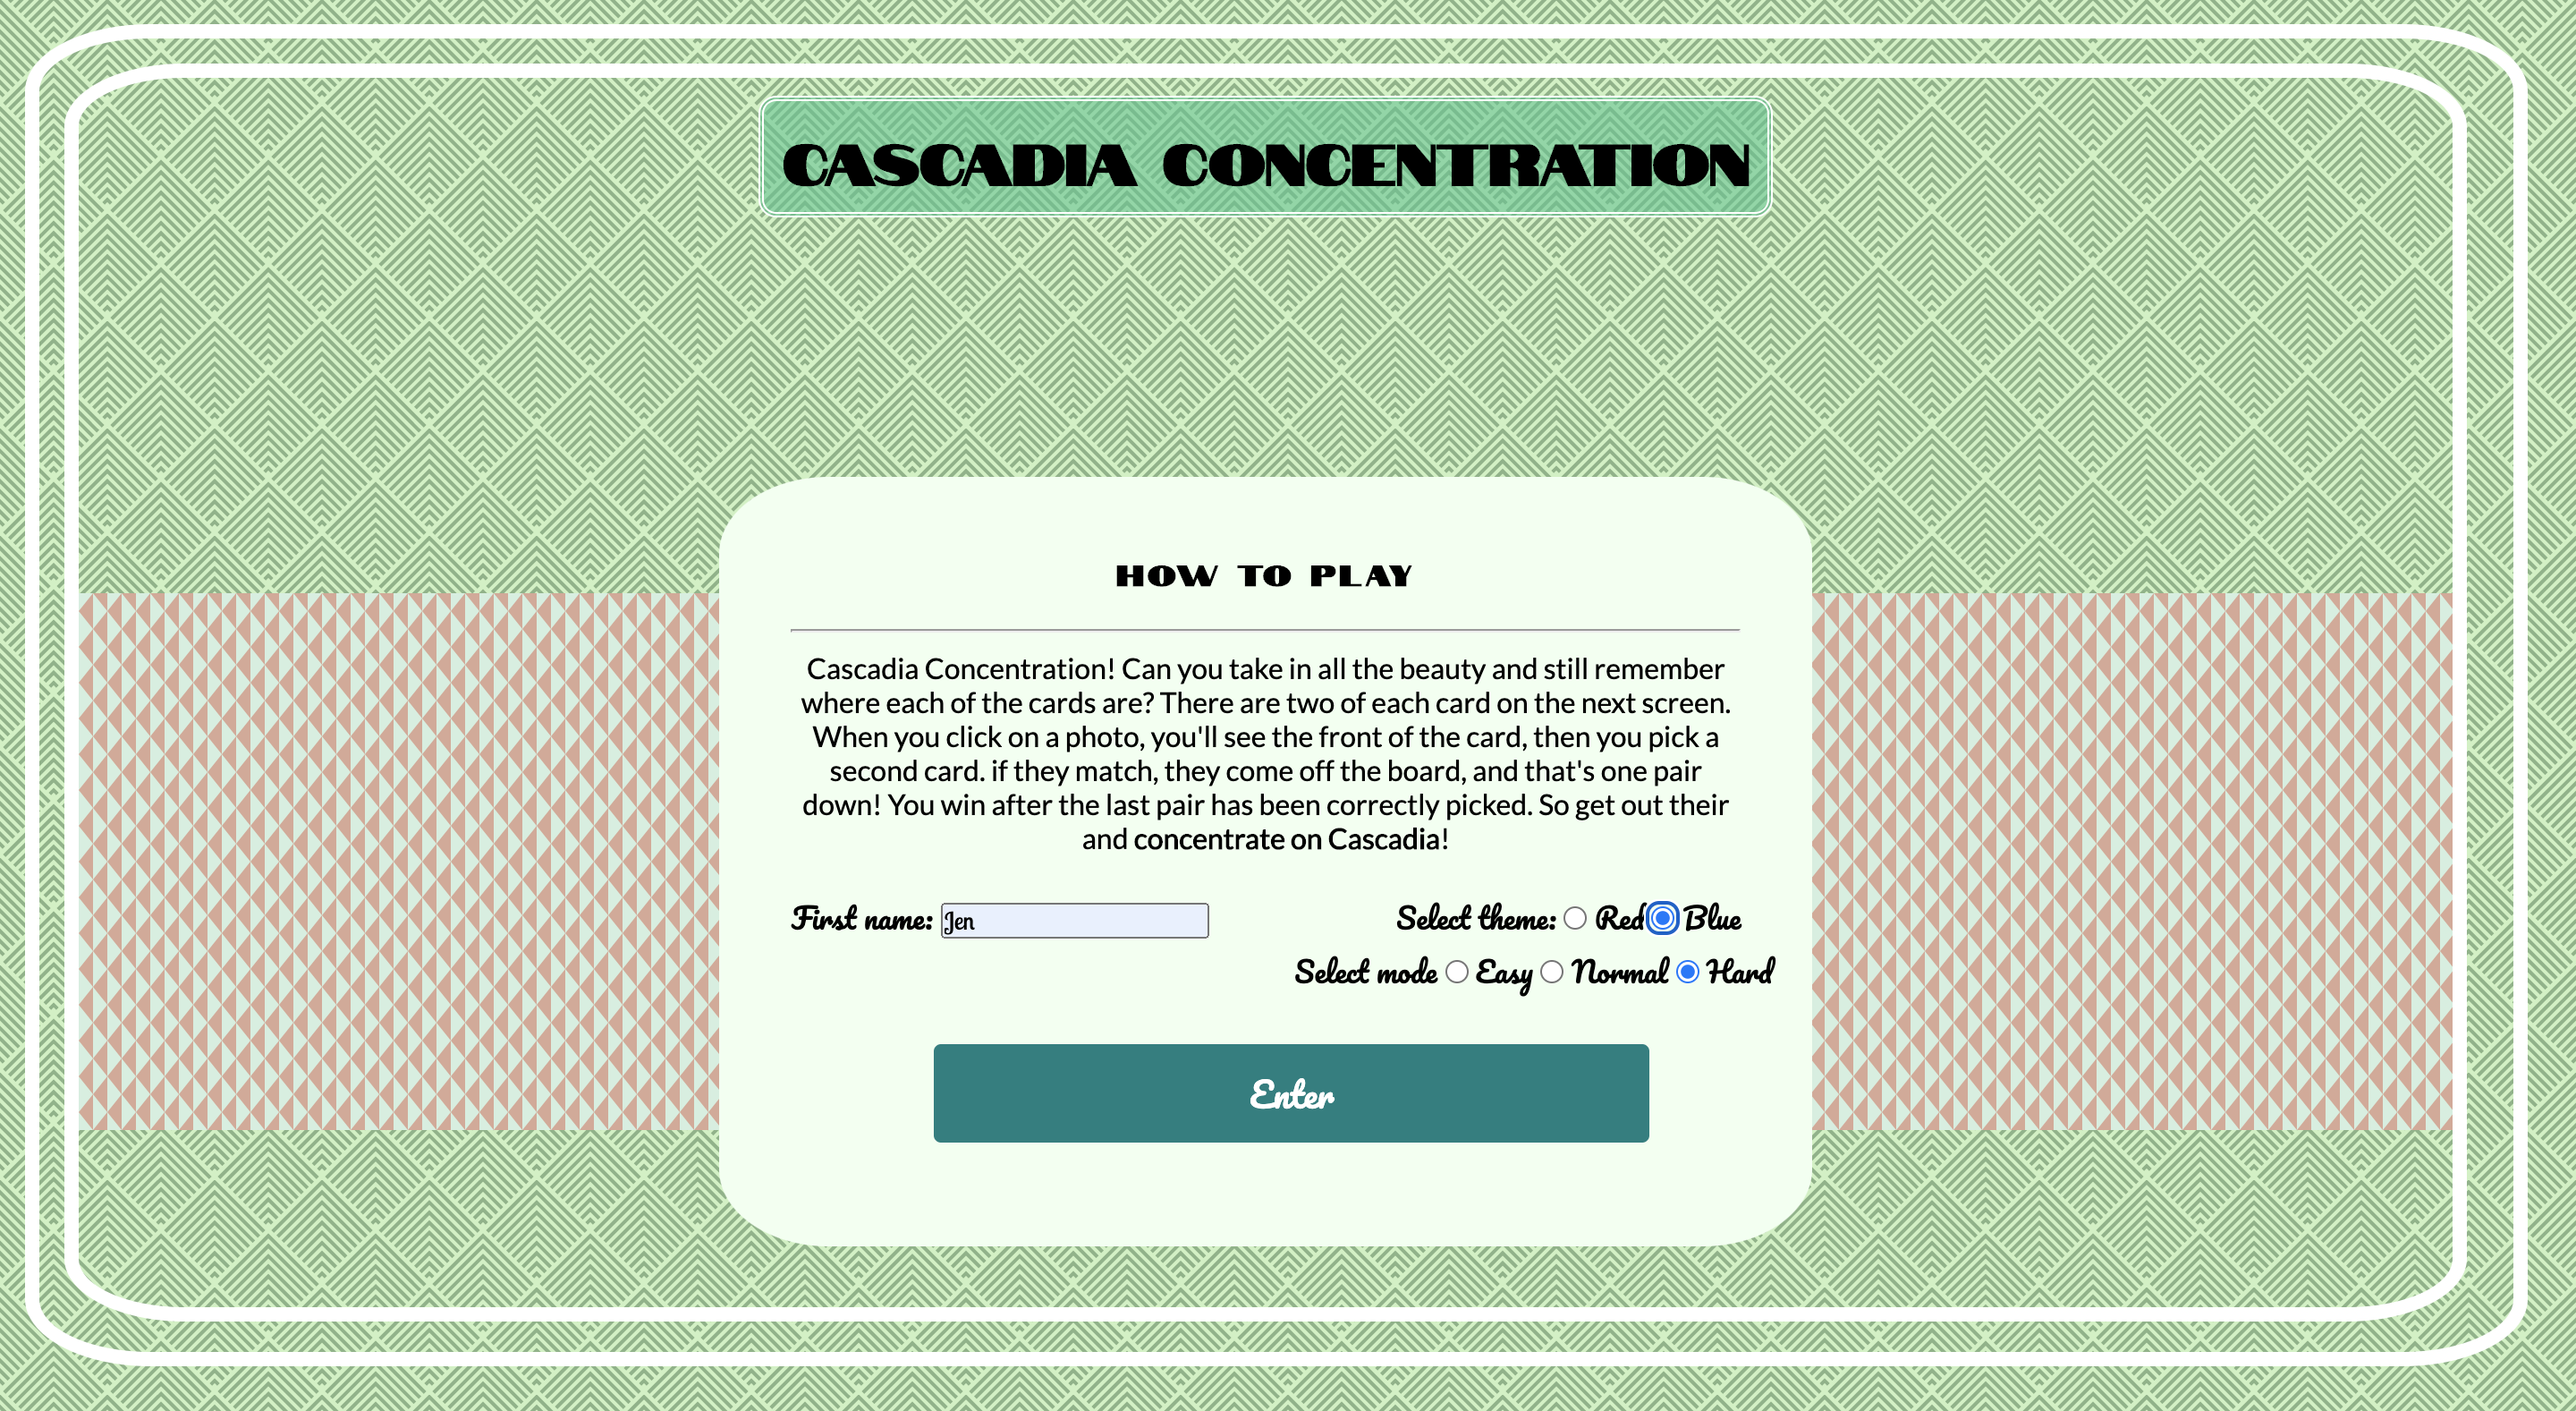 CASCADIA CONCENTRATION
HOW TO PLAY
Cascadia Concentration! Can you take in all the beauty and still remember
where each of the cards are? There are two of each card on the next screen.
When you click on a photo, you'll see the front of the card, then you pick a
second card. if they match, they come off the board, and that's one pair
down! You win after the last pair has been correctly picked. So get out their
and concentrate on Cascadia!
First name: Jen
Select theme: Red Blue
Select mode Easy Normal Hard
Enter